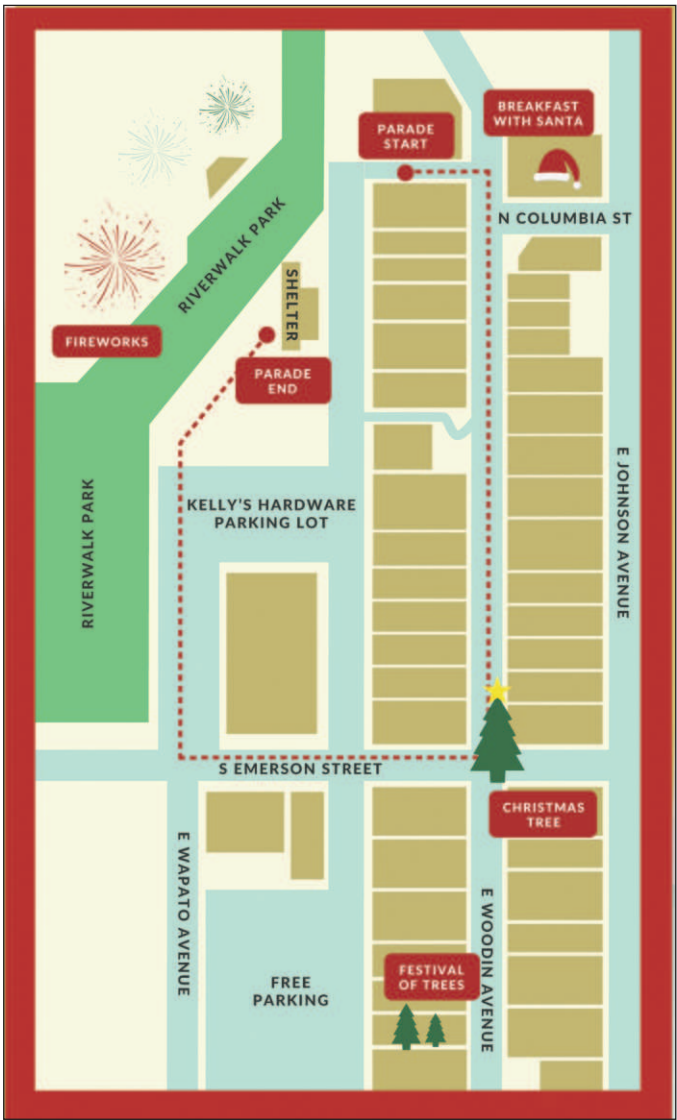 BREAKFAST
WITH SANTA
PARADE
START
N COLUMBIA ST
RIVERWALK PARK
SHELTER
FIREWORKS
PARADE
END
E JOHNSON AVENUE
RIVERWALK PARK
KELLY'S HARDWARE
PARKING LOT
S EMERSON STREET
CHRISTMAS
TREE
E WAPATO AVENUE
E WOODIN AVENUE
FESTIVAL
OF TREES
FREE
PARKING